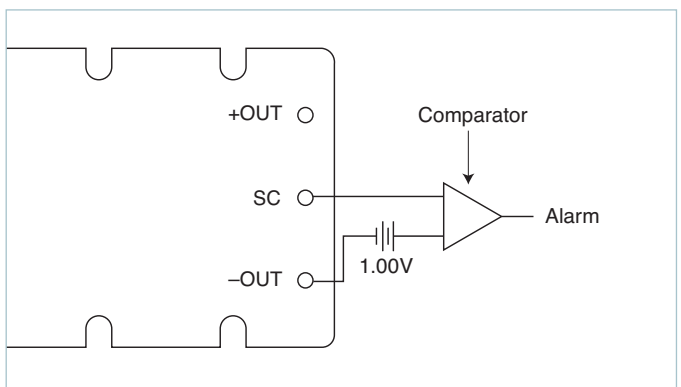 +OUT
Comparator
SC
Alarm
1.00V
–OUT